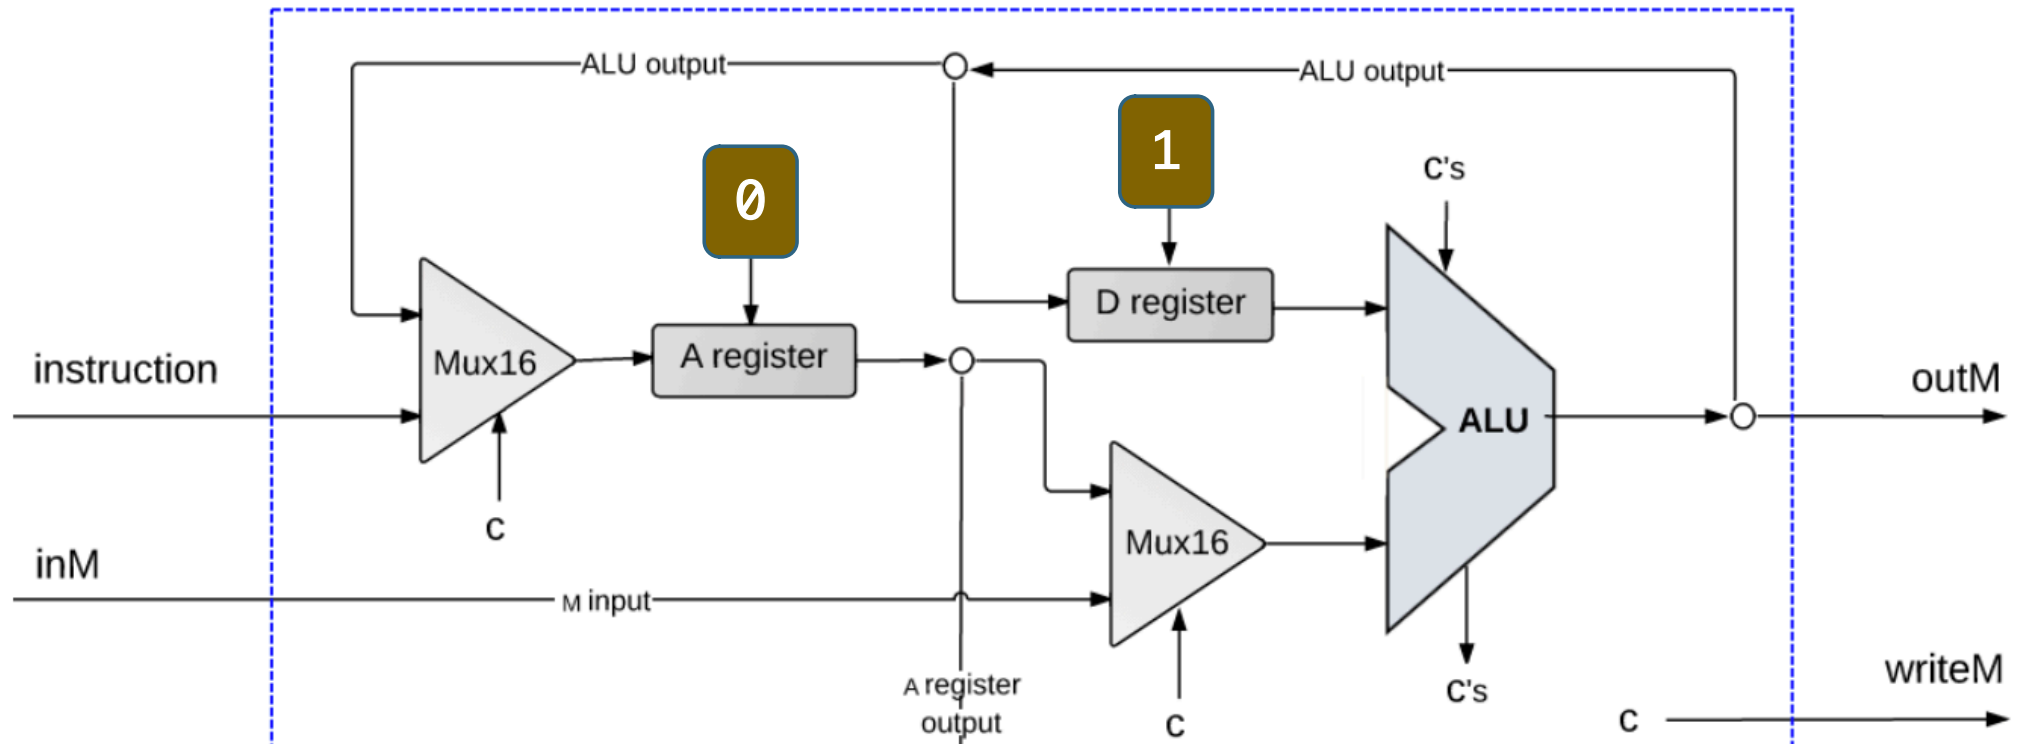 ALU output
ALU output
0
1
c's
Mux16
A register
D register
instruction
ALU
outM
c
Mux16
inM
M input
A register
output
c
c's
writeM
c